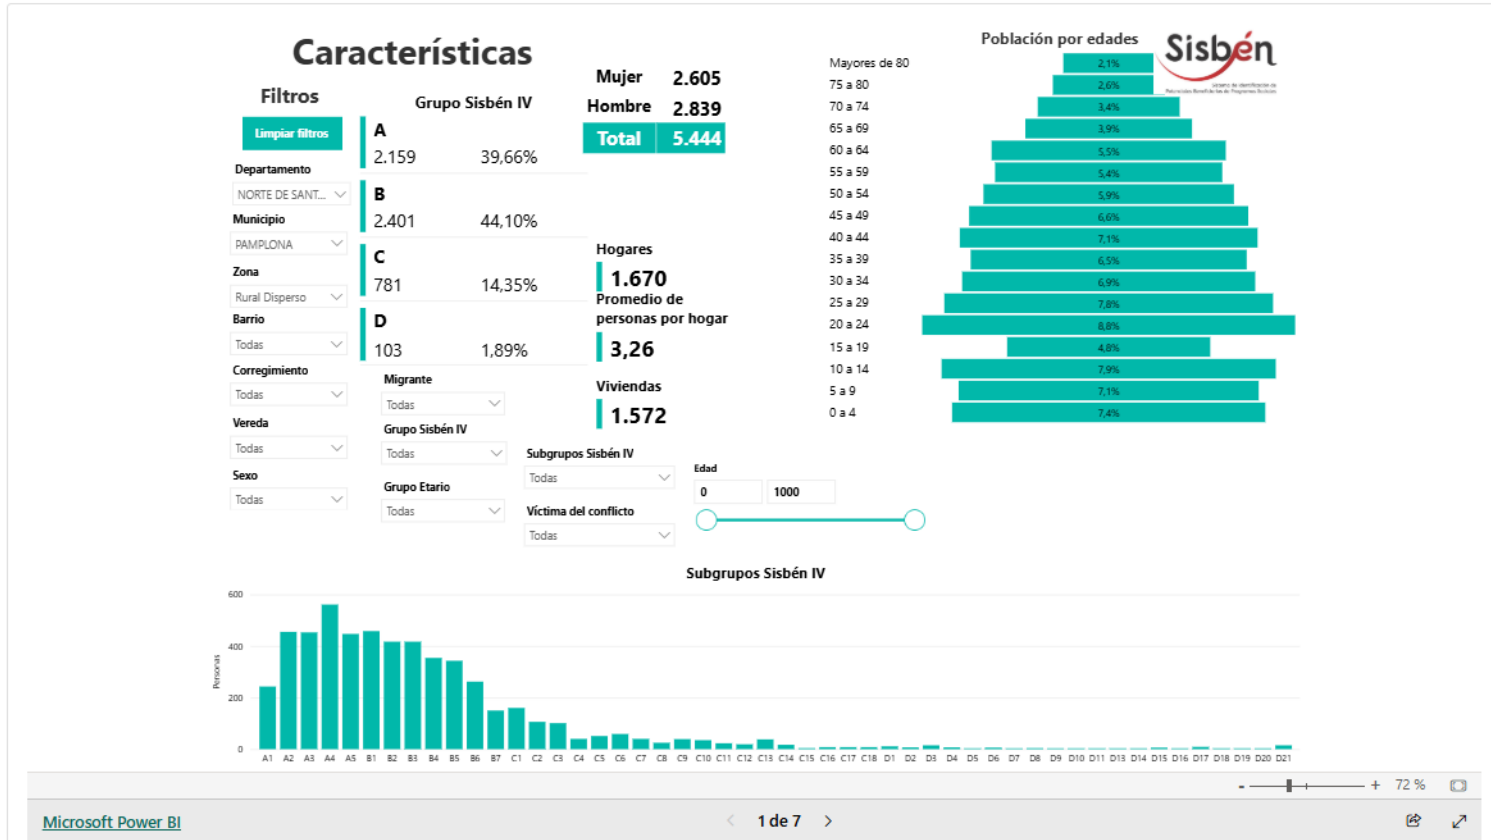 Características
Filtros
Limpiar filtros
Departamento
NORTE DE SANT...
Municipio
PAMPLONA
Zona
Rural Disperso
Barrio
Todas
Corregimiento
Todas
Vereda
Todas
Sexo
Todas
Grupo Sisbén IV
A
2.159 39,66%
B
2.401 44,10%
C
781 14,35%
D
103 1,89%
Migrante
Todas
Grupo Sisbén IV
Todas
Grupo Etario
Todas
Mujer 2.605
Hombre 2.839
Total 5.444
Hogares
1.670
Promedio de
personas por hogar
3,26
Viviendas
1.572
Subgrupos Sisbén IV
Todas
Víctima del conflicto
Todas
Edad
0 1000
Población por edades
Sisbén
Sistema de Identificación de
Potenciales Beneficiarios de Programas Sociales
Mayores de 80 2,1%
75 a 80 2,6%
70 a 74 3,4%
65 a 69 3,9%
60 a 64 5,5%
55 a 59 5,4%
50 a 54 5,9%
45 a 49 6,6%
40 a 44 7,1%
35 a 39 6,5%
30 a 34 6,9%
25 a 29 7,8%
20 a 24 8,8%
15 a 19 4,8%
10 a 14 7,9%
5 a 9 7,1%
0 a 4 7,4%
Subgrupos Sisbén IV
Personas
600
400
200
0
A1 A2 A3 A4 A5 B1 B2 B3 B4 B5 B6 B7 C1 C2 C3 C4 C5 C6 C7 C8 C9 C10 C11 C12 C13 C14 C15 C16 C17 C18 D1 D2 D3 D4 D5 D6 D7 D8 D9 D10 D11 D13 D14 D15 D16 D17 D18 D19 D20 D21
- + 72 %
Microsoft Power BI
1 de 7